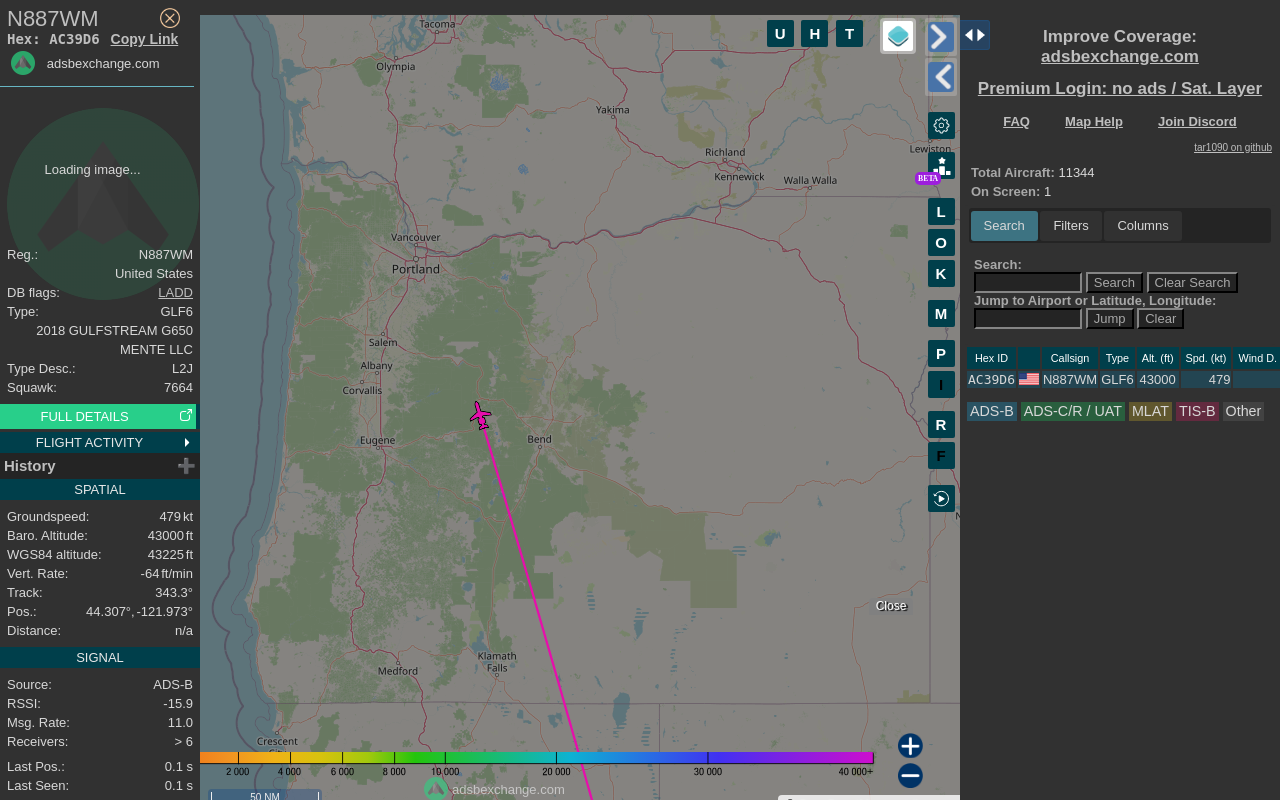 N887WM
Hex: AC39D6 Copy Link
adsbexchange.com
Loading image...
Reg.: N887WM
United States
DB flags: LADD
Type: GLF6
2018 GULFSTREAM G650
MENTE LLC
Type Desc.: L2J
Squawk: 7664
FULL DETAILS
FLIGHT ACTIVITY
History
SPATIAL
Groundspeed: 479 kt
Baro. Altitude: 43000 ft
WGS84 altitude: 43225 ft
Vert. Rate: -64 ft/min
Track: 343.3°
Pos.: 44.307°, -121.973°
Distance: n/a
SIGNAL
Source: ADS-B
RSSI: -15.9
Msg. Rate: 11.0
Receivers: > 6
Last Pos.: 0.1 s
Last Seen: 0.1 s
Tacoma
Olympia
Yakima
Richland
Kennewick
Walla Walla
Lewiston
Vancouver
Portland
Salem
Albany
Corvallis
Eugene
Bend
Klamath
Falls
Medford
Crescent
Close
2 000 4 000 6 000 8 000 10 000 20 000 30 000 40 000+
adsbexchange.com
50 NM
U H T
BETA
L
O
K
M
P
I
R
F
Improve Coverage:
adsbexchange.com
Premium Login: no ads / Sat. Layer
FAQ Map Help Join Discord
tar1090 on github
Total Aircraft: 11344
On Screen: 1
Search Filters Columns
Search:
Search Clear Search
Jump to Airport or Latitude, Longitude:
Jump Clear
Hex ID Callsign Type Alt. (ft) Spd. (kt) Wind D.
AC39D6 N887WM GLF6 43000 479
ADS-B ADS-C/R / UAT MLAT TIS-B Other